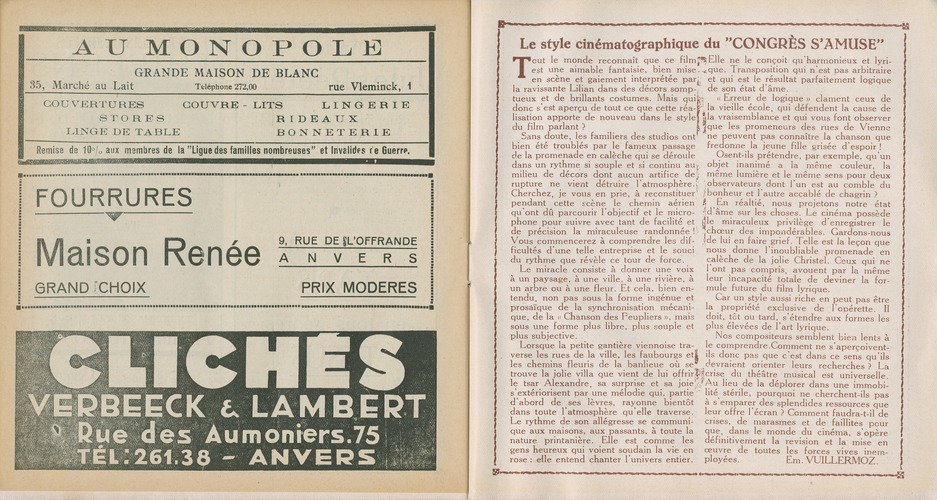 AU MONOPOLE
GRANDE MAISON DE BLANC
35, Marché au Lait Téléphone 272,00 rue Vleminck, 1
COUVERTURES COUVRE-LITS LINGERIE
STORES RIDEAUX
LINGE DE TABLE BONNETERIE
Remise de 10% aux membres de la "Ligue des familles nombreuses" et Invalides de Guerre.
FOURRURES
Maison Renée 9, RUE DE L'OFFRANDE
ANVERS
GRAND CHOIX PRIX MODERES
CLICHÉS
VERBEECK & LAMBERT
Rue des Aumoniers.75
TÉL: 261.38 - ANVERS
Le style cinématographique du "CONGRÈS S'AMUSE"
Tout le monde reconnaît que ce film
est une aimable fantaisie, bien mise
en scène et gaiement interprétée par
la ravissante Lilian dans des décors somp-
tueux et de brillants costumes. Mais qui
donc s'est aperçu de tout ce que cette réa-
lisation apporte de nouveau dans le style
du film parlant ?
Sans doute, les familiers des studios ont
bien été troublés par le fameux passage
de la promenade en calèche qui se déroule
dans un rythme si souple et si continu au
milieu de décors dont aucun artifice de
rupture ne vient détruire l'atmosphère.
Cherchez, je vous en prie, à reconstituer
pendant cette scène le chemin aérien
qu'ont dû parcourir l'objectif et le micro-
phone pour suivre avec tant de facilité et
de précision la miraculeuse randonnée !
Vous commencerez à comprendre les dif-
ficultés d'une telle entreprise et le souci
du rythme que révèle ce tour de force.
Le miracle consiste à donner une voix
à un paysage, à une ville, à une rivière, à
un arbre ou à une fleur. Et cela, bien en-
tendu, non pas sous la forme ingénue et
prosaïque de la synchronisation mécani-
que, de la « Chanson des Peupliers », mais
sous une forme plus libre, plus souple et
plus subjective.
Lorsque la petite gantière viennoise tra-
verse les rues de la ville, les faubourgs et
les chemins fleuris de la banlieue où se
trouve la jolie villa que vient de lui offrir
le tsar Alexandre, sa surprise et sa joie
s'extériorisent par une mélodie qui, partie
d'abord de ses lèvres, rayonne bientôt
dans toute l'atmosphère qu'elle traverse.
Le rythme de son allégresse se communi-
que aux maisons, aux passants, à toute la
nature printanière. Elle est comme les
gens heureux qui voient soudain la vie en
rose : elle entend chanter l'univers entier.
Elle ne le conçoit qu'harmonieux et lyri-
que. Transposition qui n'est pas arbitraire
et qui est le résultat parfaitement logique
de son état d'âme.
« Erreur de logique » clament ceux de
la vieille école, qui défendent la cause de
la vraisemblance et qui vous font observer
que les promeneurs des rues de Vienne
ne peuvent pas connaître la chanson que
fredonne la jeune fille grisée d'espoir !
Osent-ils prétendre, par exemple, qu'un
objet inanimé a la même couleur, la
même lumière et le même sens pour deux
observateurs dont l'un est au comble du
bonheur et l'autre accablé de chagrin ?
En réaltié, nous projetons notre état
d'âme sur les choses. Le cinéma possède
le miraculeux privilège d'enregistrer le
chœur des impondérables. Gardons-nous
de lui en faire grief. Telle est la leçon que
nous donne l'inoubliable promenade en
calèche de la jolie Christel. Ceux qui ne
l'ont pas compris, avouent par là même
leur incapacité totale de deviner la for-
mule future du film lyrique.
Car un style aussi riche en peut pas être
la propriété exclusive de l'opérette. Il
doit, tôt ou tard, s'étendre aux formes les
plus élevées de l'art lyrique.
Nos compositeurs semblent bien lents à
le comprendre. Comment ne s'aperçoivent-
ils donc pas que c'est dans ce sens qu'ils
devraient orienter leurs recherches ? La
crise du théâtre musical est universelle.
Au lieu de la déplorer dans une immobi-
lité stérile, pourquoi ne cherchent-ils pas
à s'emparer des splendides ressources que
leur offre l'écran ? Comment faudra-t-il de
crises, de marasmes et de faillites pour
que, dans le monde du cinéma, s'opère
définitivement la revision et la mise en
œuvre de toutes les forces vives inem-
ployées. Em. VUILLERMOZ.